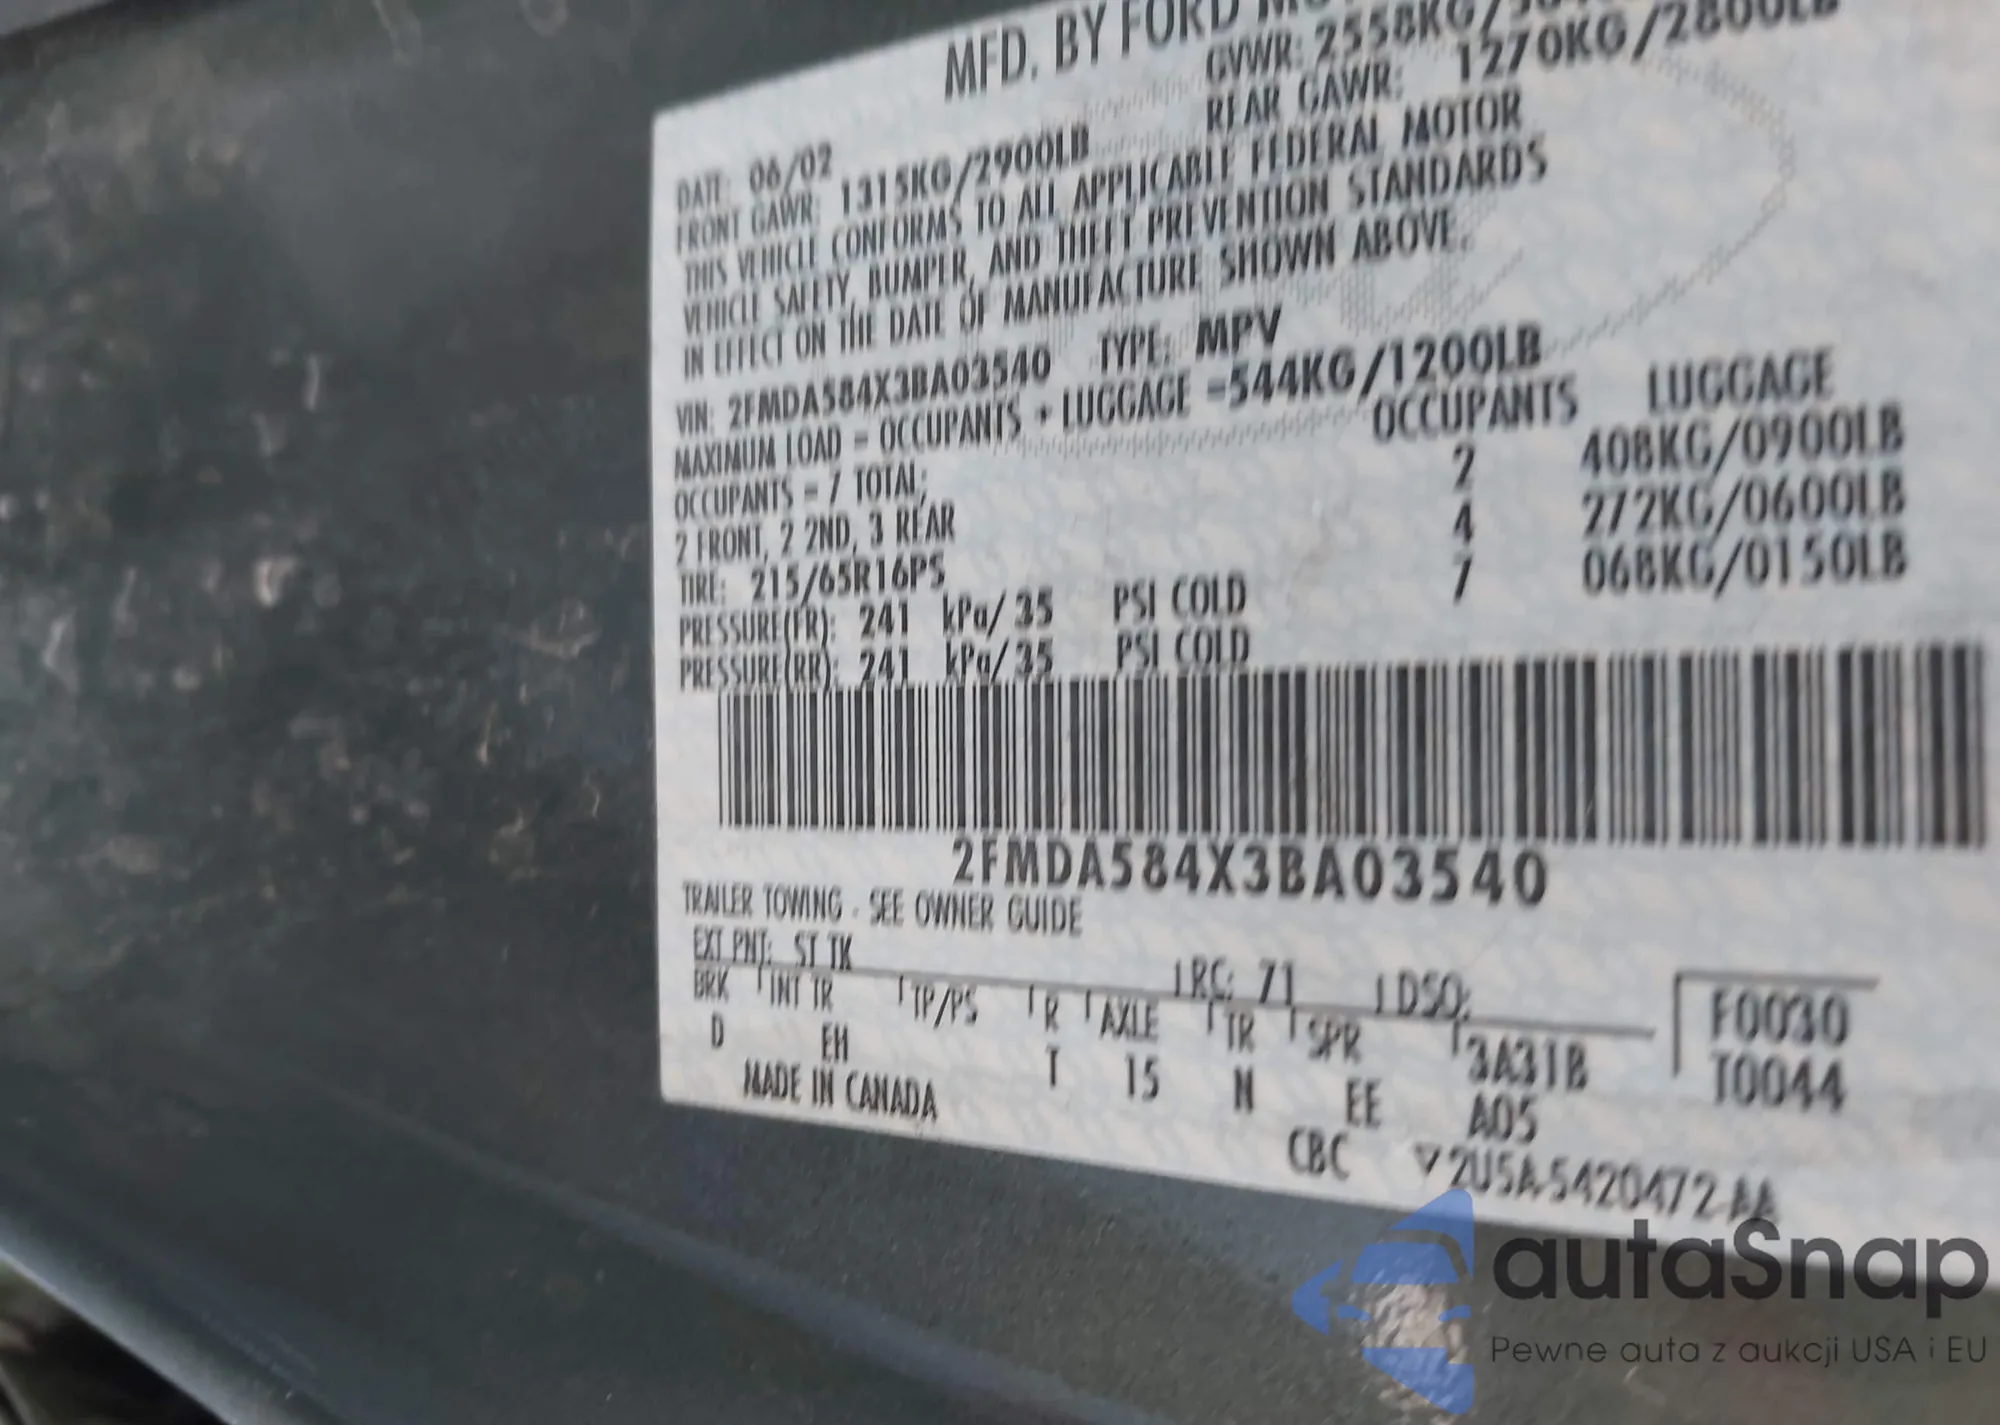 MFD. BY FORD
DATE: 06/02 GVWR: 2558KG/
FRONT GAWR: 1315KG/2900LB REAR GAWR: 1270KG/2800LB
THIS VEHICLE CONFORMS TO ALL APPLICABLE FEDERAL MOTOR
VEHICLE SAFETY, BUMPER, AND THEFT PREVENTION STANDARDS
IN EFFECT ON THE DATE OF MANUFACTURE SHOWN ABOVE.
VIN: 2FMDA584X3BA03540 TYPE: MPV
MAXIMUM LOAD = OCCUPANTS + LUGGAGE =544KG/1200LB
OCCUPANTS = 7 TOTAL; OCCUPANTS LUGGAGE
2 FRONT, 2 2ND, 3 REAR 2 408KG/0900LB
TIRE: 215/65R16PS 4 272KG/0600LB
PRESSURE(FR): 241 kPa/ 35 PSI COLD 7 068KG/0150LB
PRESSURE(RR): 241 kPa/ 35 PSI COLD
2FMDA584X3BA03540
TRAILER TOWING - SEE OWNER GUIDE
EXT PNT: ST TK RC: 71 DSO:
BRK INT TR TP/PS R AXLE TR SPR 3A31B F0030
D EH T 15 N EE A05 T0044
MADE IN CANADA CBC ▽2U5A-5420472-AA
autaSnap
Pewne auta z aukcji USA i EU